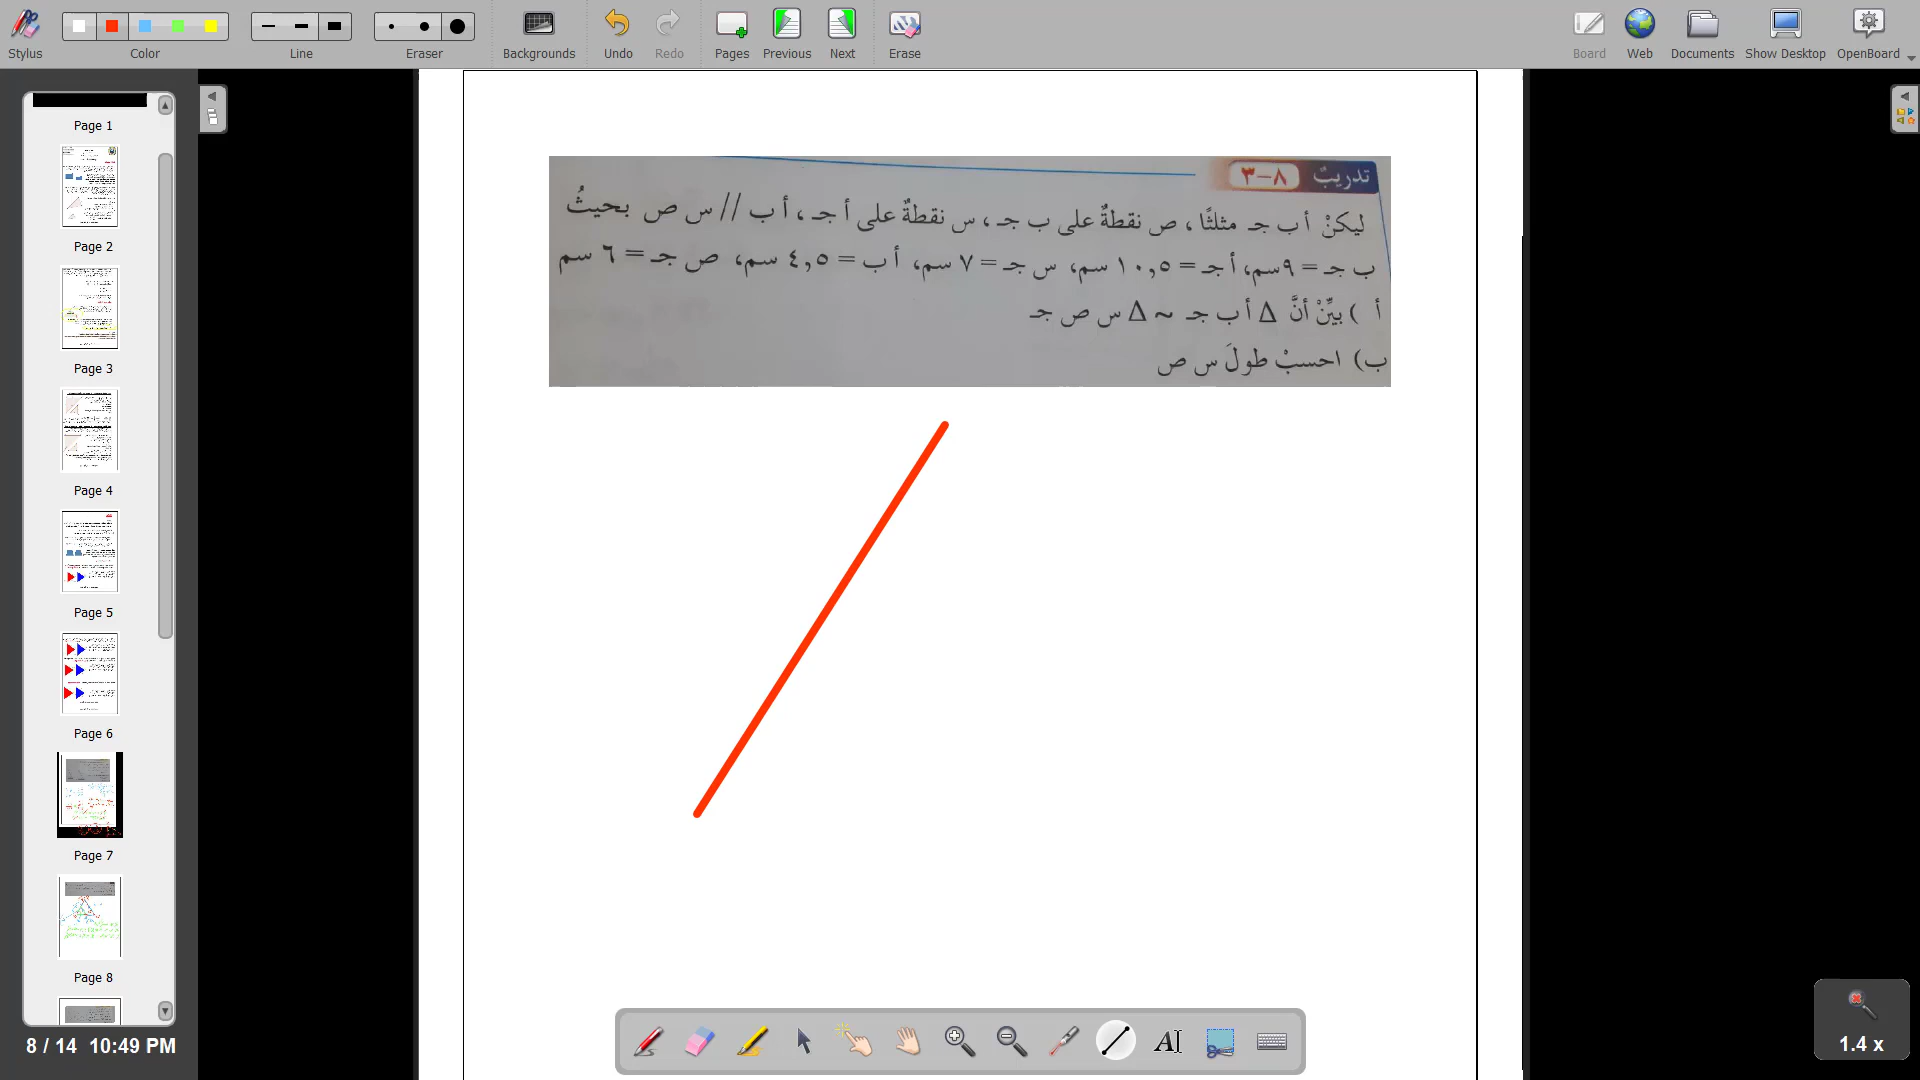 Stylus
Color
Line
Eraser
Backgrounds
Undo
Redo
Pages
Previous
Next
Erase
Board
Web
Documents
Show Desktop
OpenBoard
Page 1
Page 2
Page 3
Page 4
Page 5
Page 6
Page 7
Page 8
8 / 14 10:49 PM
تدريبٌ ٨-٣
ليكنْ أ ب جـ مثلثًا ، ص نقطةٌ على ب جـ ، س نقطةٌ على أ جـ ، أ ب // س ص بحيثُ
ب جـ = ٩سم، أ جـ = ١٠,٥ سم، س جـ = ٧ سم، أ ب = ٤,٥ سم، ص جـ = ٦ سم
أ ) بيِّنْ أنَّ Δ أ ب جـ ~ Δ س ص جـ
ب) احسبْ طولَ س ص
1.4 x